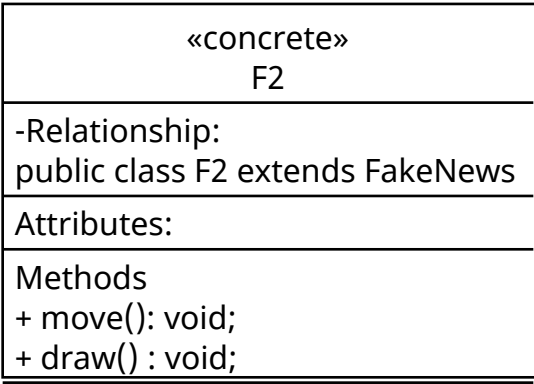 «concrete»
F2
-Relationship:
public class F2 extends FakeNews
Attributes:
Methods
+ move(): void;
+ draw() : void;